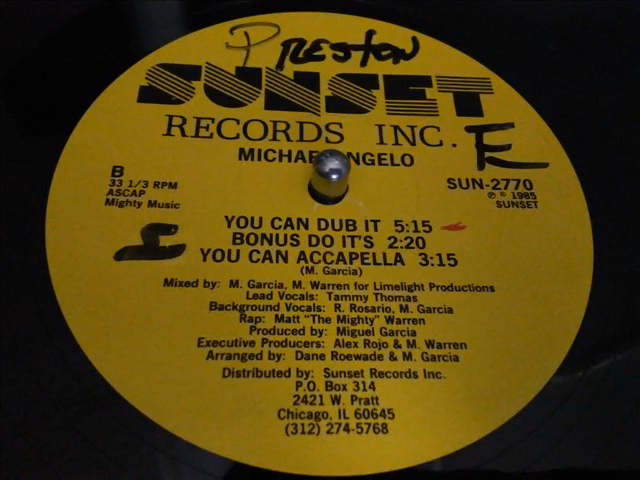 Preston
SUNSET
RECORDS INC.
E
MICHAEL ANGELO
B
33 1/3 RPM
ASCAP
Mighty Music
SUN-2770
℗ © 1985
SUNSET
YOU CAN DUB IT 5:15
BONUS DO IT'S 2:20
YOU CAN ACCAPELLA 3:15
(M. Garcia)
Mixed by: M. Garcia, M. Warren for Limelight Productions
Lead Vocals: Tammy Thomas
Background Vocals: R. Rosario, M. Garcia
Rap: Matt "The Mighty" Warren
Produced by: Miguel Garcia
Executive Producers: Alex Rojo & M. Warren
Arranged by: Dane Roewade & M. Garcia
Distributed by: Sunset Records Inc.
P.O. Box 314
2421 W. Pratt
Chicago, IL 60645
(312) 274-5768